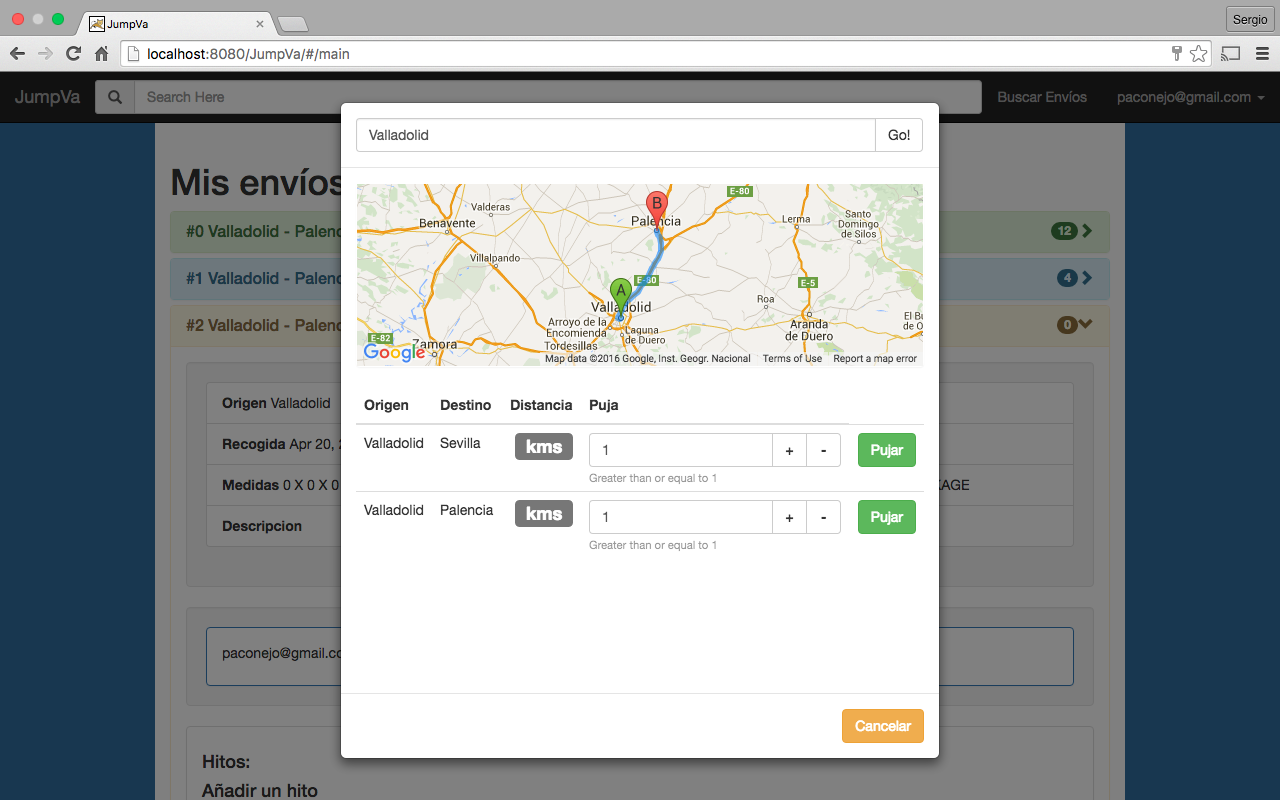 JumpVa
Sergio
localhost:8080/JumpVa/#/main
JumpVa
Search Here
Buscar Envíos
paconejo@gmail.com
Valladolid
Go!
Mis envíos
#0 Valladolid - Palenc
12
#1 Valladolid - Palenc
4
#2 Valladolid - Palenc
0
E-80
Valderas
Benavente
B
Palencia
Lerma
Santo
Domingo
de Silos
Villalpando
E-80
E-5
A
Valladolid
Roa
Arroyo de la
Encomienda
Laguna
de Duero
Tordesillas
Aranda
de Duero
El Bu
de O
E-82
Zamora
Google
Map data ©2016 Google, Inst. Geogr. Nacional
Terms of Use
Report a map error
Origen Valladolid
Recogida Apr 20,
Medidas 0 X 0 X 0
KAGE
Descripcion
Origen Destino Distancia Puja
Valladolid Sevilla kms 1 + - Pujar
Greater than or equal to 1
Valladolid Palencia kms 1 + - Pujar
Greater than or equal to 1
paconejo@gmail.co
Cancelar
Hitos:
Añadir un hito